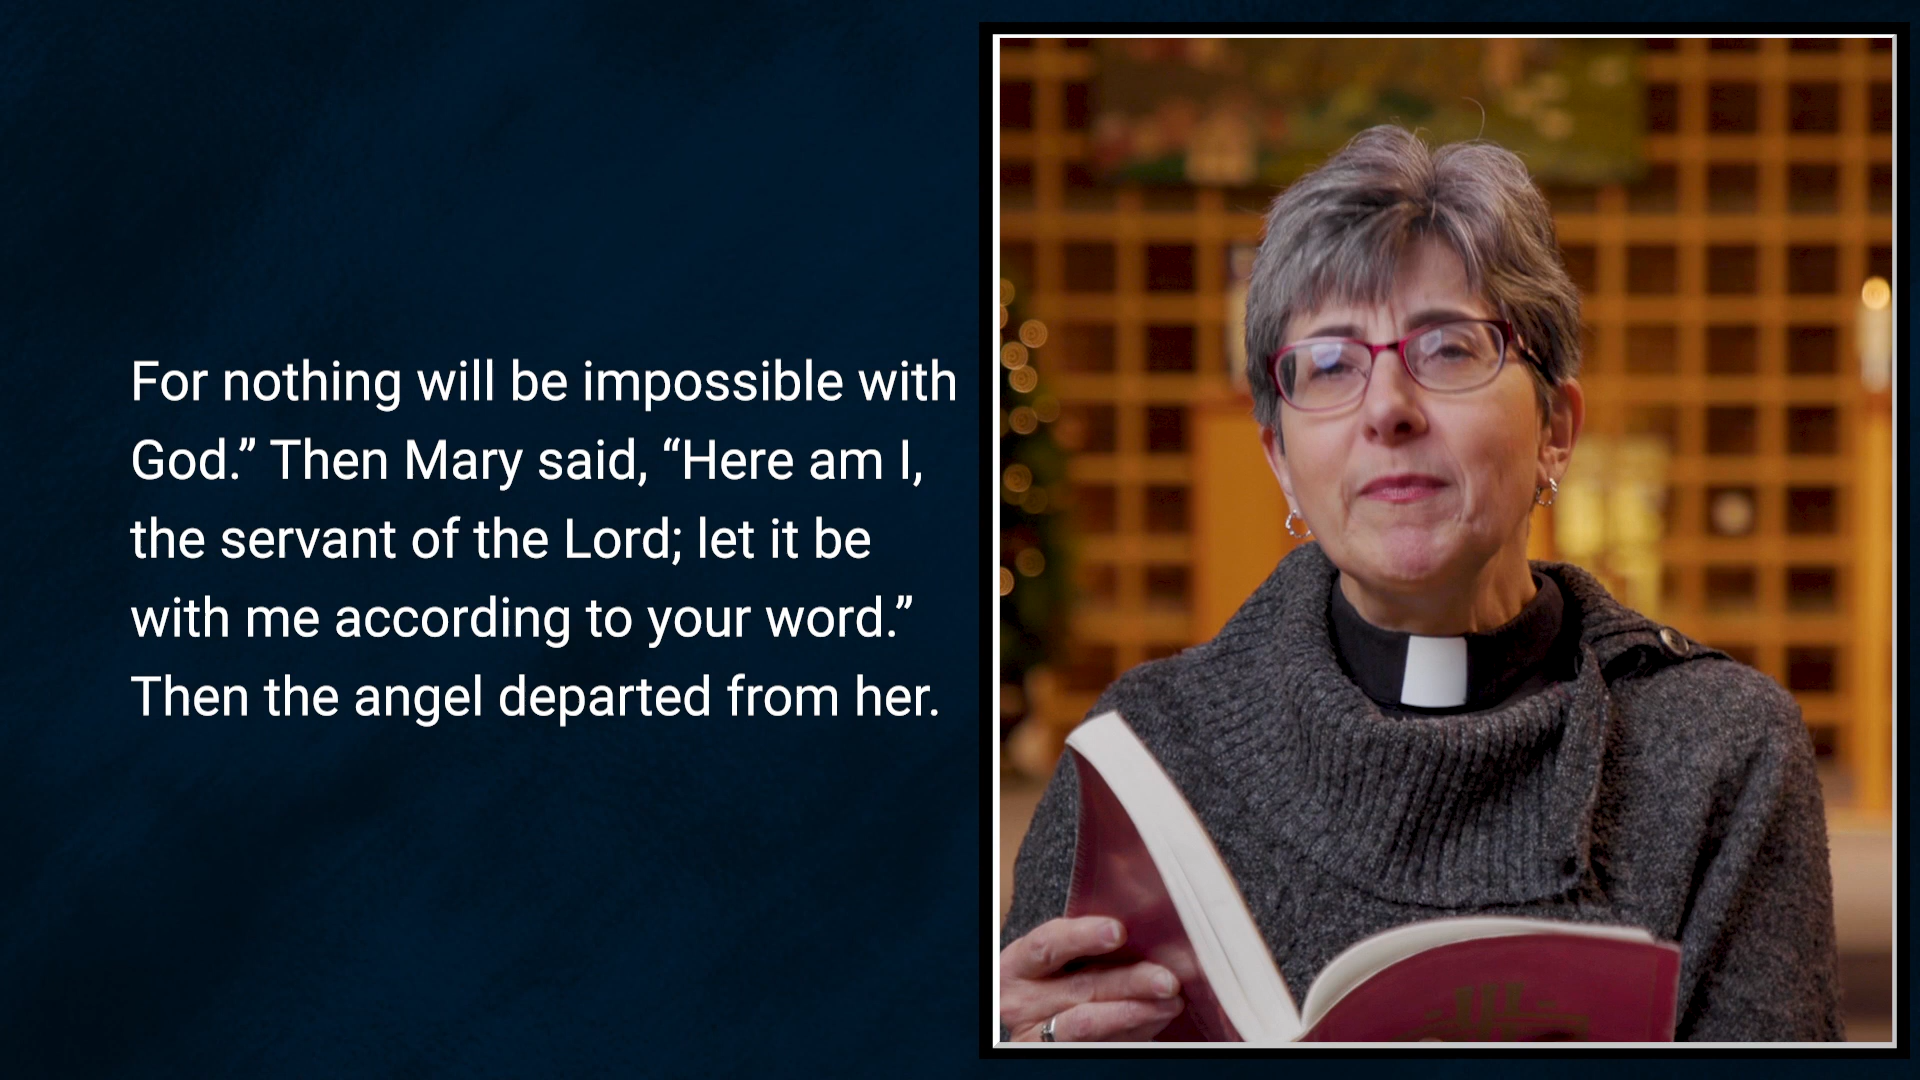 For nothing will be impossible with
God.” Then Mary said, “Here am I,
the servant of the Lord; let it be
with me according to your word.”
Then the angel departed from her.